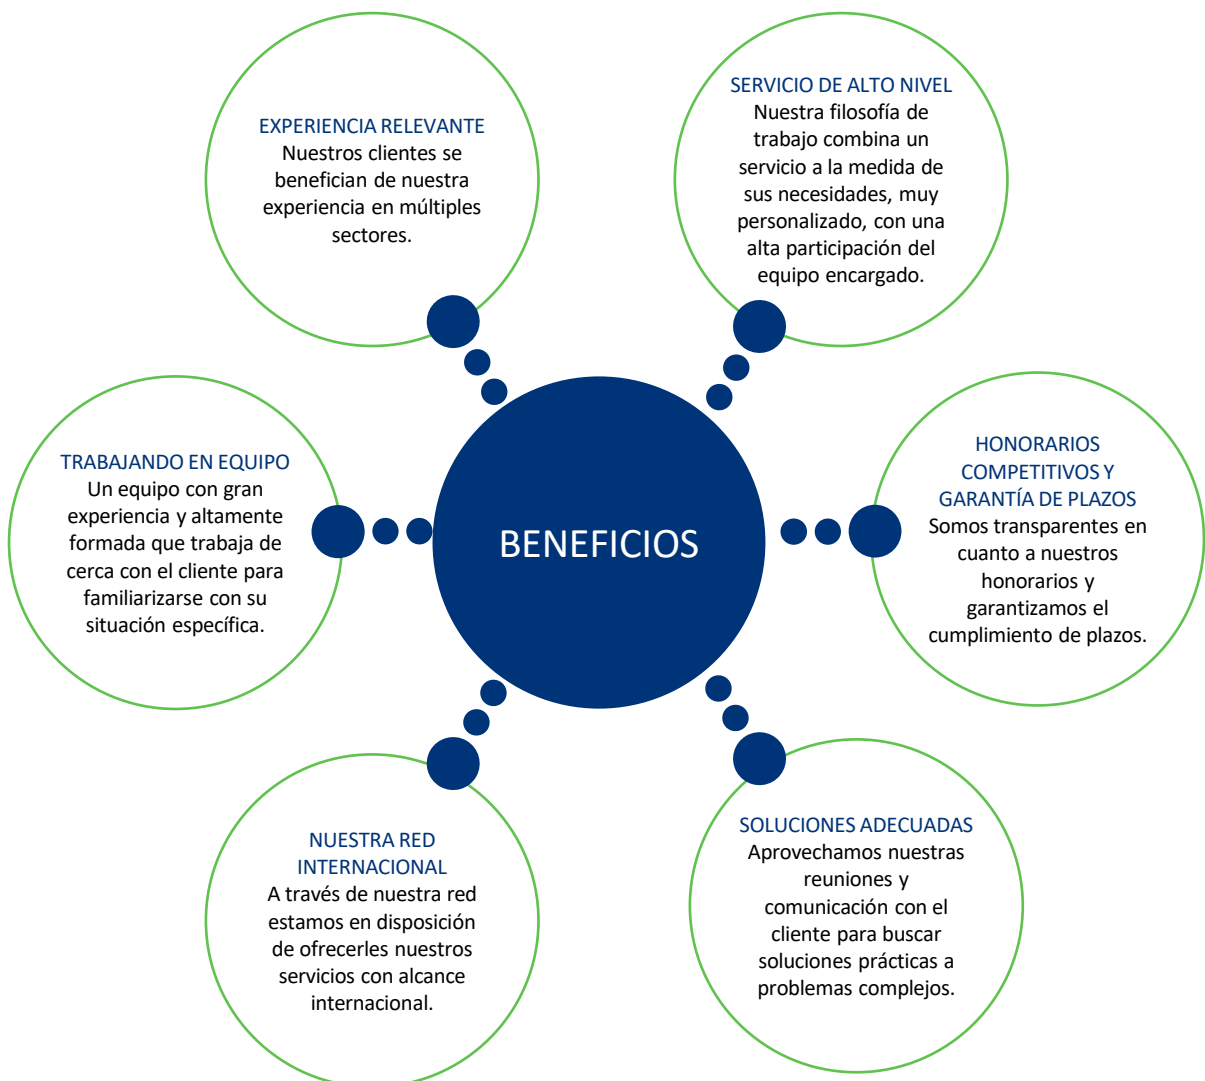 EXPERIENCIA RELEVANTE
Nuestros clientes se
benefician de nuestra
experiencia en múltiples
sectores.
SERVICIO DE ALTO NIVEL
Nuestra filosofía de
trabajo combina un
servicio a la medida de
sus necesidades, muy
personalizado, con una
alta participación del
equipo encargado.
TRABAJANDO EN EQUIPO
Un equipo con gran
experiencia y altamente
formada que trabaja de
cerca con el cliente para
familiarizarse con su
situación específica.
BENEFICIOS
HONORARIOS
COMPETITIVOS Y
GARANTÍA DE PLAZOS
Somos transparentes en
cuanto a nuestros
honorarios y
garantizamos el
cumplimiento de plazos.
NUESTRA RED
INTERNACIONAL
A través de nuestra red
estamos en disposición
de ofrecerles nuestros
servicios con alcance
internacional.
SOLUCIONES ADECUADAS
Aprovechamos nuestras
reuniones y
comunicación con el
cliente para buscar
soluciones prácticas a
problemas complejos.